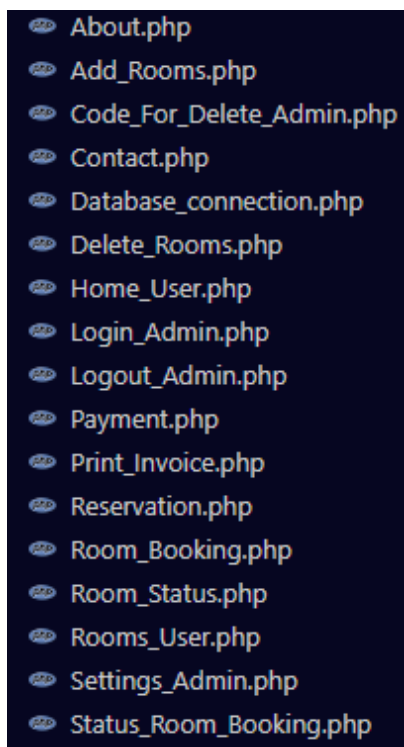 About.php
Add_Rooms.php
Code_For_Delete_Admin.php
Contact.php
Database_connection.php
Delete_Rooms.php
Home_User.php
Login_Admin.php
Logout_Admin.php
Payment.php
Print_Invoice.php
Reservation.php
Room_Booking.php
Room_Status.php
Rooms_User.php
Settings_Admin.php
Status_Room_Booking.php